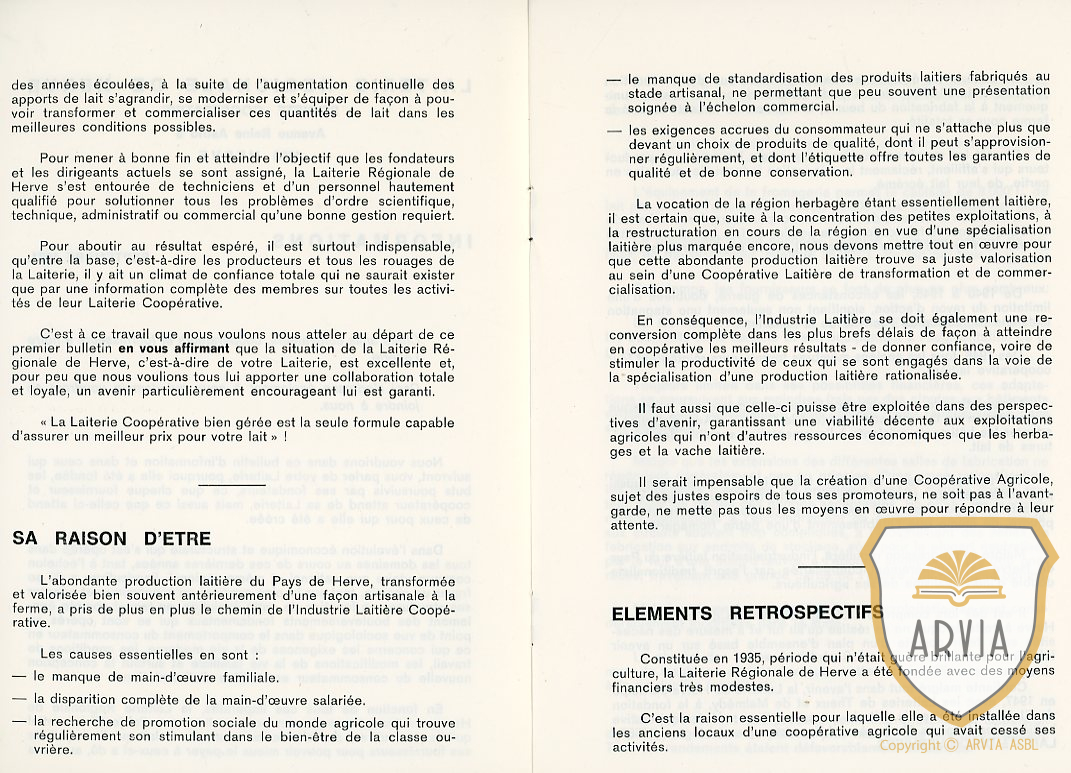 des années écoulées, à la suite de l'augmentation continuelle des
apports de lait s'agrandir, se moderniser et s'équiper de façon à pou-
voir transformer et commercialiser ces quantités de lait dans les
meilleures conditions possibles.
Pour mener à bonne fin et atteindre l'objectif que les fondateurs
et les dirigeants actuels se sont assigné, la Laiterie Régionale de
Herve s'est entourée de techniciens et d'un personnel hautement
qualifié pour solutionner tous les problèmes d'ordre scientifique,
technique, administratif ou commercial qu'une bonne gestion requiert.
Pour aboutir au résultat espéré, il est surtout indispensable,
qu'entre la base, c'est-à-dire les producteurs et tous les rouages de
la Laiterie, il y ait un climat de confiance totale qui ne saurait exister
que par une information complète des membres sur toutes les activi-
tés de leur Laiterie Coopérative.
C'est à ce travail que nous voulons nous atteler au départ de ce
premier bulletin en vous affirmant que la situation de la Laiterie Ré-
gionale de Herve, c'est-à-dire de votre Laiterie, est excellente et,
pour peu que nous voulions tous lui apporter une collaboration totale
et loyale, un avenir particulièrement encourageant lui est garanti.
« La Laiterie Coopérative bien gérée est la seule formule capable
d'assurer un meilleur prix pour votre lait » !
SA RAISON D'ETRE
L'abondante production laitière du Pays de Herve, transformée
et valorisée bien souvent antérieurement d'une façon artisanale à la
ferme, a pris de plus en plus le chemin de l'Industrie Laitière Coopé-
rative.
Les causes essentielles en sont :
— le manque de main-d'œuvre familiale.
— la disparition complète de la main-d'œuvre salariée.
— la recherche de promotion sociale du monde agricole qui trouve
régulièrement son stimulant dans le bien-être de la classe ou-
vrière.
— le manque de standardisation des produits laitiers fabriqués au
stade artisanal, ne permettant que peu souvent une présentation
soignée à l'échelon commercial.
— les exigences accrues du consommateur qui ne s'attache plus que
devant un choix de produits de qualité, dont il peut s'approvision-
ner régulièrement, et dont l'étiquette offre toutes les garanties de
qualité et de bonne conservation.
La vocation de la région herbagère étant essentiellement laitière,
il est certain que, suite à la concentration des petites exploitations, à
la restructuration en cours de la région en vue d'une spécialisation
laitière plus marquée encore, nous devons mettre tout en œuvre pour
que cette abondante production laitière trouve sa juste valorisation
au sein d'une Coopérative Laitière de transformation et de commer-
cialisation.
En conséquence, l'Industrie Laitière se doit également une re-
conversion complète dans les plus brefs délais de façon à atteindre
en coopérative les meilleurs résultats - de donner confiance, voire de
stimuler la productivité de ceux qui se sont engagés dans la voie de
la spécialisation d'une production laitière rationalisée.
Il faut aussi que celle-ci puisse être exploitée dans des perspec-
tives d'avenir, garantissant une viabilité décente aux exploitations
agricoles qui n'ont d'autres ressources économiques que les herba-
ges et la vache laitière.
Il serait impensable que la création d'une Coopérative Agricole,
sujet des justes espoirs de tous ses promoteurs, ne soit pas à l'avant-
garde, ne mette pas tous les moyens en œuvre pour répondre à leur
attente.
ELEMENTS RETROSPECTIFS
Constituée en 1935, période qui n'était guère brillante pour l'agri-
culture, la Laiterie Régionale de Herve a été fondée avec des moyens
financiers très modestes.
C'est la raison essentielle pour laquelle elle a été installée dans
les anciens locaux d'une coopérative agricole qui avait cessé ses
activités.
ARVIA
Copyright © ARVIA ASBL